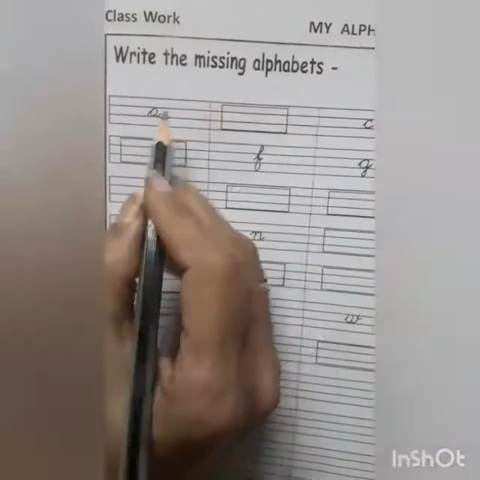 Class Work
MY ALPH
Write the missing alphabets -
a c
f g
n
w
InShOt